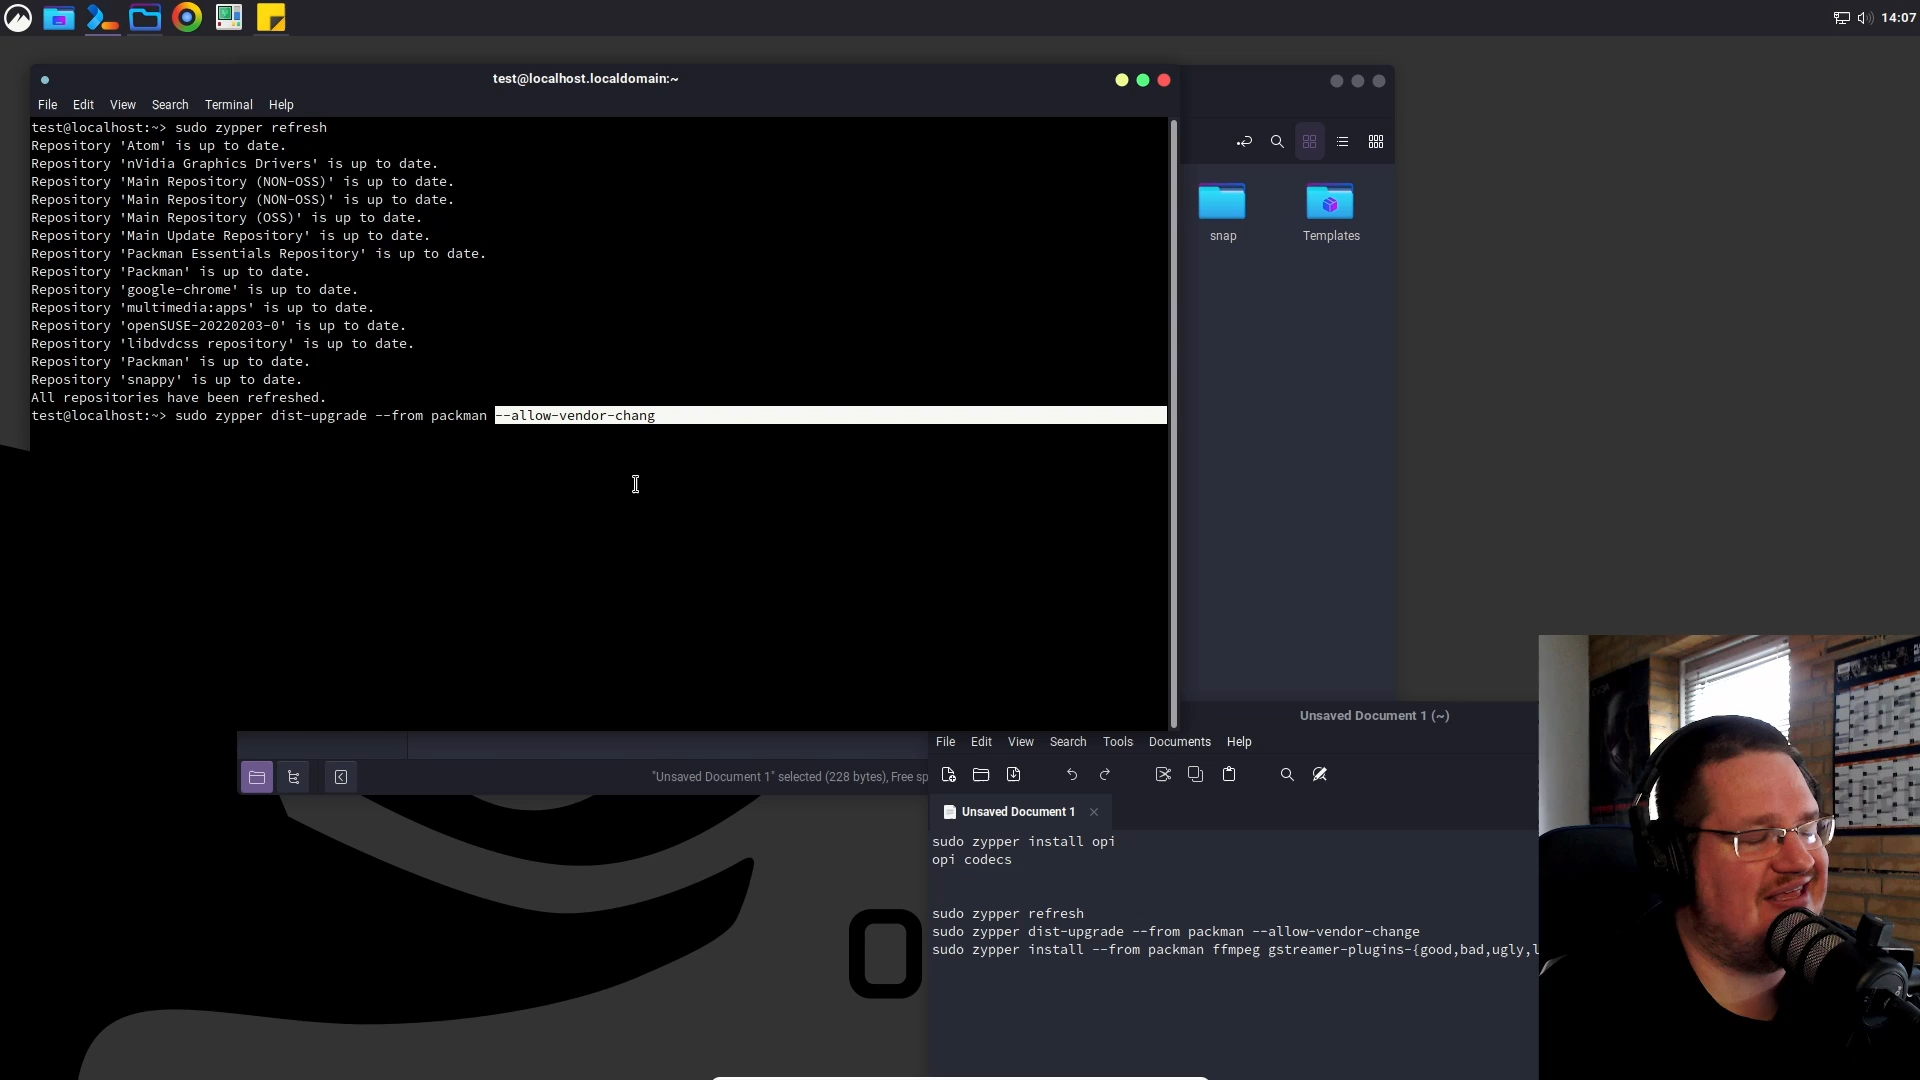 14:07
test@localhost.localdomain:~
File Edit View Search Terminal Help
test@localhost:~> sudo zypper refresh
Repository 'Atom' is up to date.
Repository 'nVidia Graphics Drivers' is up to date.
Repository 'Main Repository (NON-OSS)' is up to date.
Repository 'Main Repository (NON-OSS)' is up to date.
Repository 'Main Repository (OSS)' is up to date.
Repository 'Main Update Repository' is up to date.
Repository 'Packman Essentials Repository' is up to date.
Repository 'Packman' is up to date.
Repository 'google-chrome' is up to date.
Repository 'multimedia:apps' is up to date.
Repository 'openSUSE-20220203-0' is up to date.
Repository 'libdvdcss repository' is up to date.
Repository 'Packman' is up to date.
Repository 'snappy' is up to date.
All repositories have been refreshed.
test@localhost:~> sudo zypper dist-upgrade --from packman --allow-vendor-chang
snap
Templates
"Unsaved Document 1" selected (228 bytes), Free sp
Unsaved Document 1 (~)
File Edit View Search Tools Documents Help
Unsaved Document 1
sudo zypper install opi
opi codecs
sudo zypper refresh
sudo zypper dist-upgrade --from packman --allow-vendor-change
sudo zypper install --from packman ffmpeg gstreamer-plugins-{good,bad,ugly,l